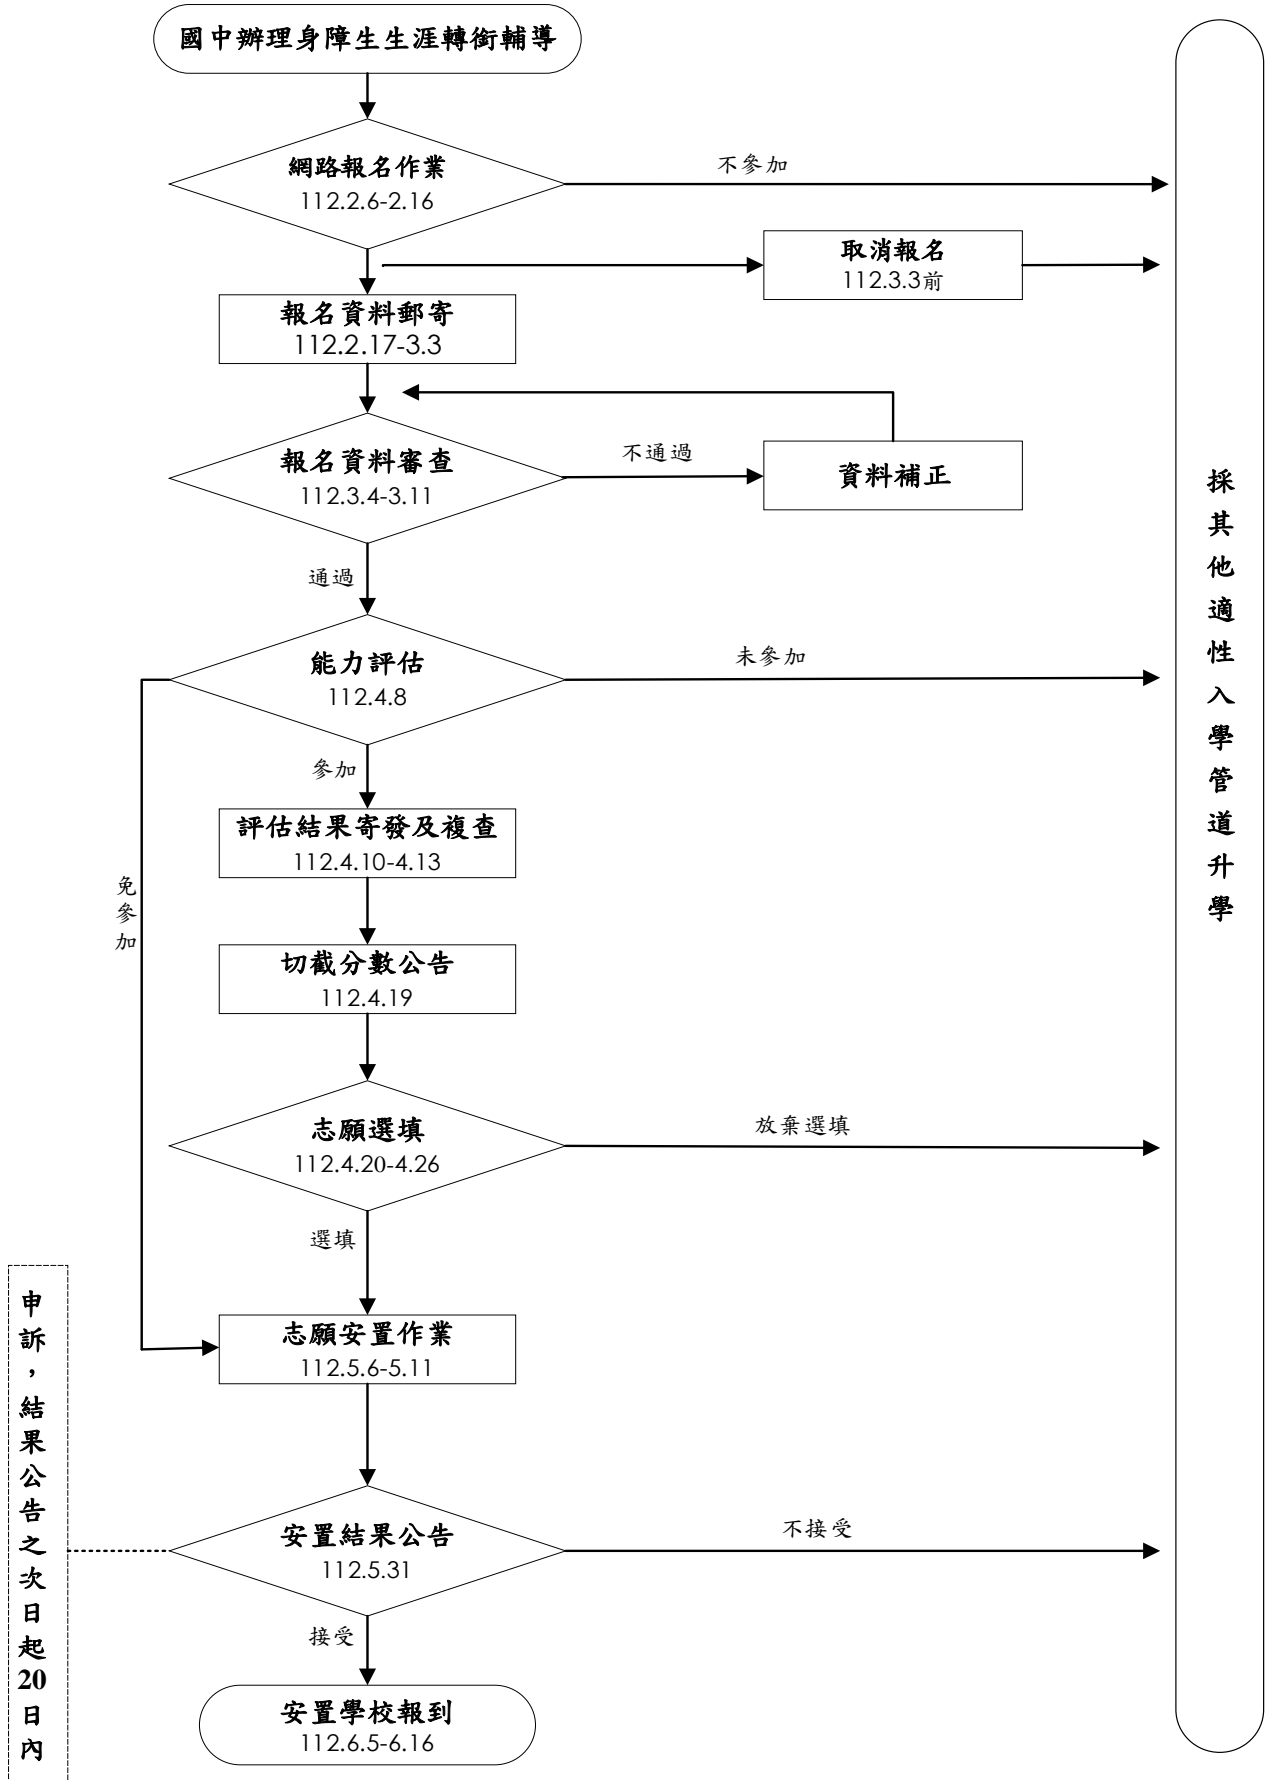 國中辦理身障生生涯轉銜輔導
網路報名作業
112.2.6-2.16
不參加
取消報名
112.3.3前
報名資料郵寄
112.2.17-3.3
報名資料審查
112.3.4-3.11
不通過
資料補正
通過
能力評估
112.4.8
未參加
參加
免參加
評估結果寄發及複查
112.4.10-4.13
切截分數公告
112.4.19
志願選填
112.4.20-4.26
放棄選填
選填
志願安置作業
112.5.6-5.11
安置結果公告
112.5.31
不接受
接受
安置學校報到
112.6.5-6.16
申訴，結果公告之次日起20日內
採其他適性入學管道升學